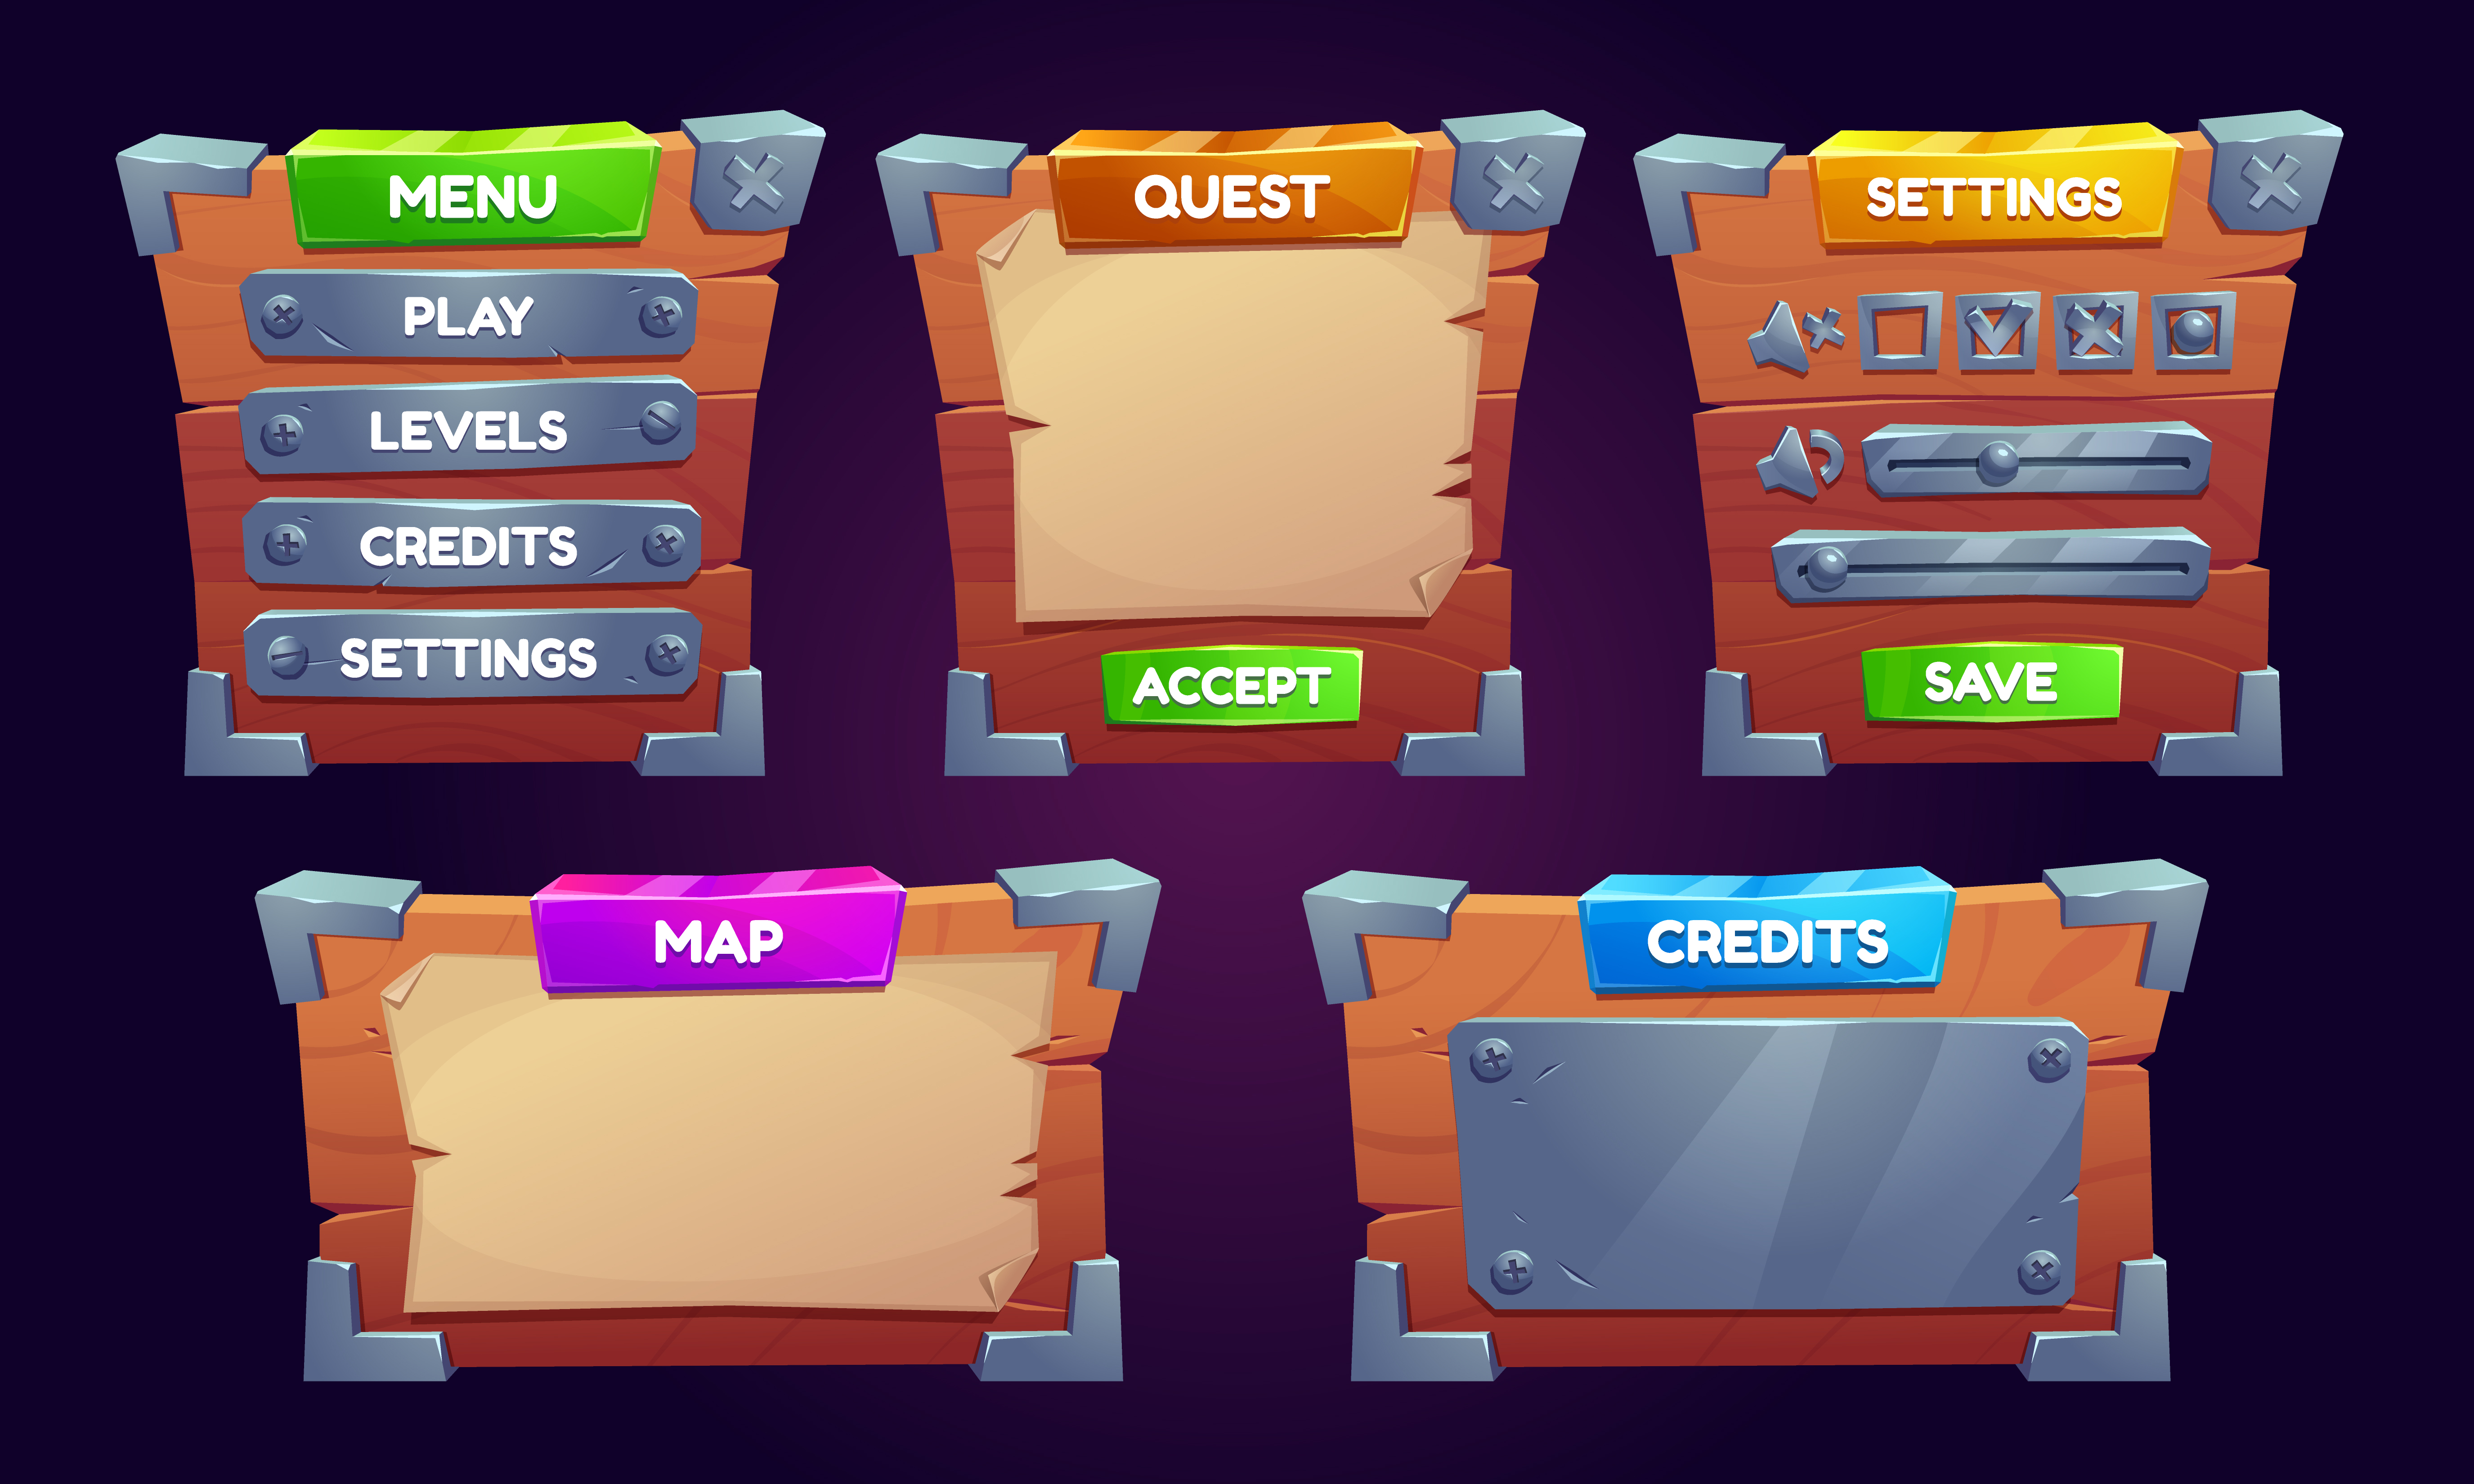 MENU
PLAY
LEVELS
CREDITS
SETTINGS
QUEST
ACCEPT
SETTINGS
SAVE
MAP
CREDITS